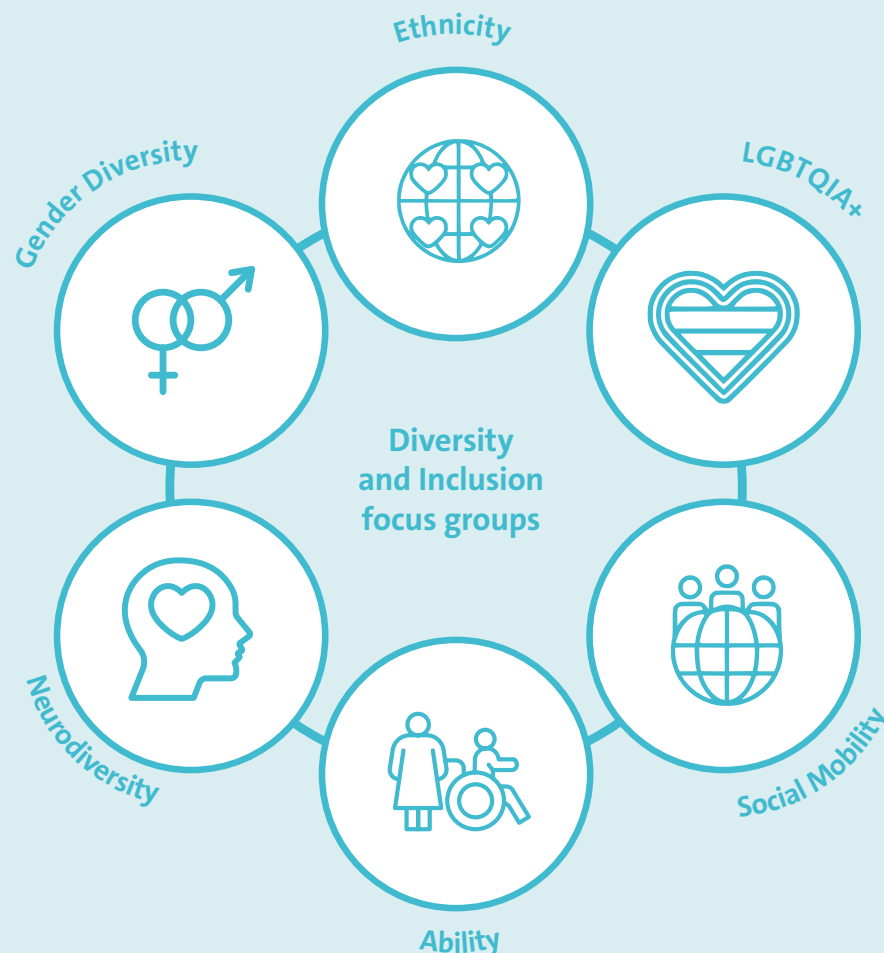 Ethnicity
Gender Diversity
LGBTQIA+
Diversity
and Inclusion
focus groups
Neurodiversity
Social Mobility
Ability